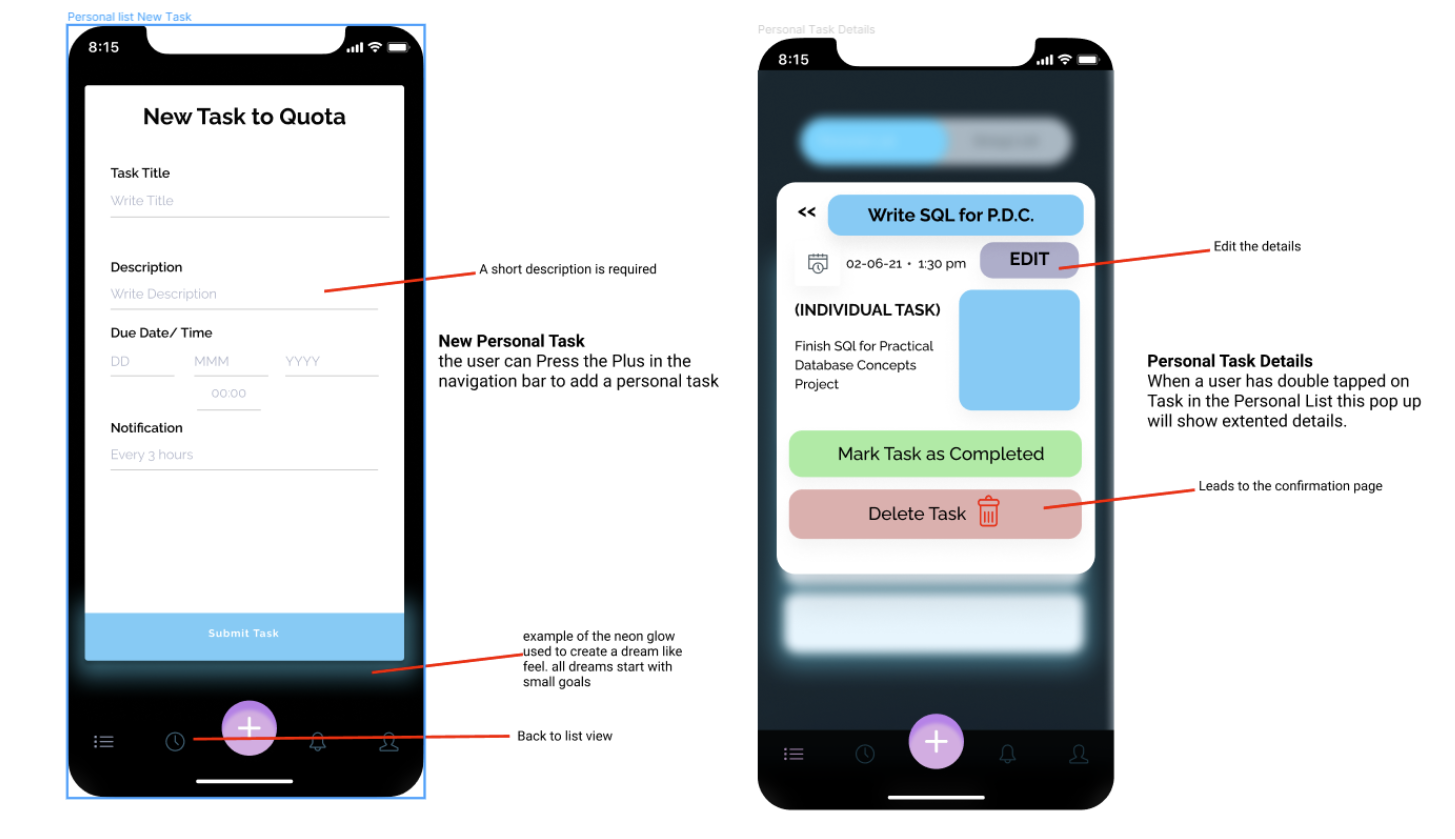 Personal list New Task
8:15
New Task to Quota
Task Title
Write Title
Description
Write Description
Due Date/ Time
DD MMM YYYY
00:00
Notification
Every 3 hours
Submit Task
A short description is required
New Personal Task
the user can Press the Plus in the
navigation bar to add a personal task
example of the neon glow
used to create a dream like
feel. all dreams start with
small goals
Back to list view
Personal Task Details
8:15
<< Write SQL for P.D.C.
02-06-21 • 1:30 pm EDIT
(INDIVIDUAL TASK)
Finish SQl for Practical
Database Concepts
Project
Mark Task as Completed
Delete Task
Edit the details
Personal Task Details
When a user has double tapped on
Task in the Personal List this pop up
will show extented details.
Leads to the confirmation page